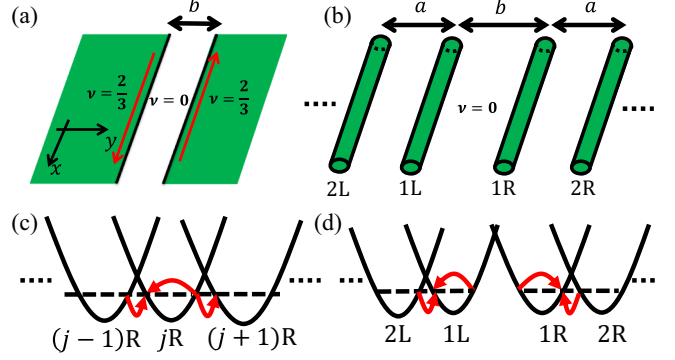 (a)
b
ν = 2/3
ν = 0
ν = 2/3
y
x
(b)
a b a
ν = 0
2L 1L 1R 2R
(c)
(j − 1)R jR (j + 1)R
(d)
2L 1L 1R 2R